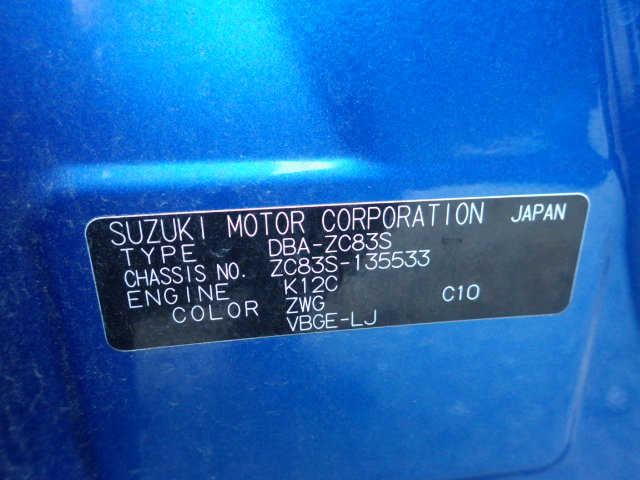 SUZUKI MOTOR CORPORATION JAPAN
TYPE DBA-ZC83S
CHASSIS NO. ZC83S-135533
ENGINE K12C
COLOR ZWG C10
VBGE-LJ